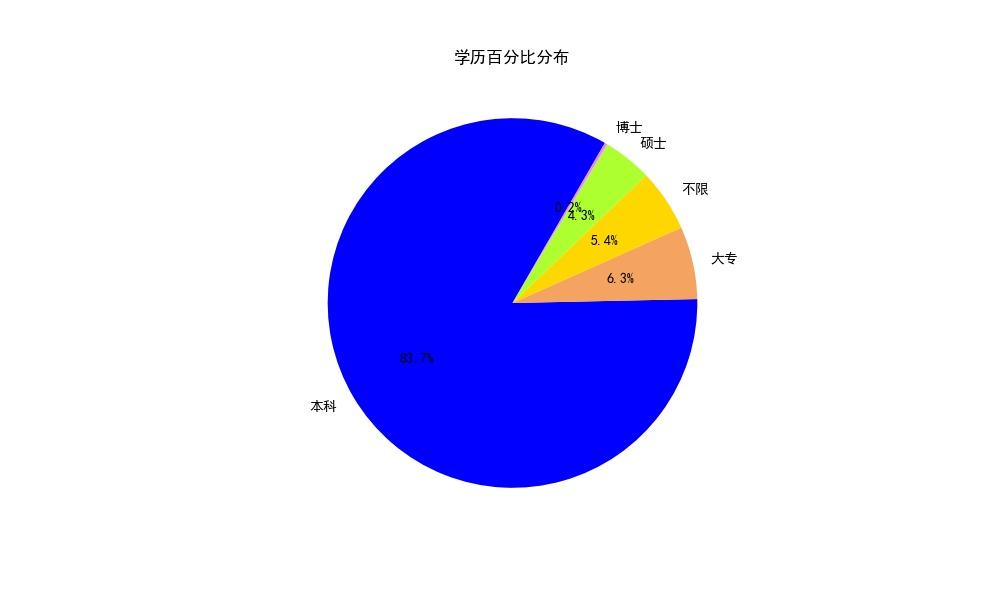 学历百分比分布
博士
硕士
不限
0.2%
4.3%
5.4%
大专
6.3%
83.7%
本科